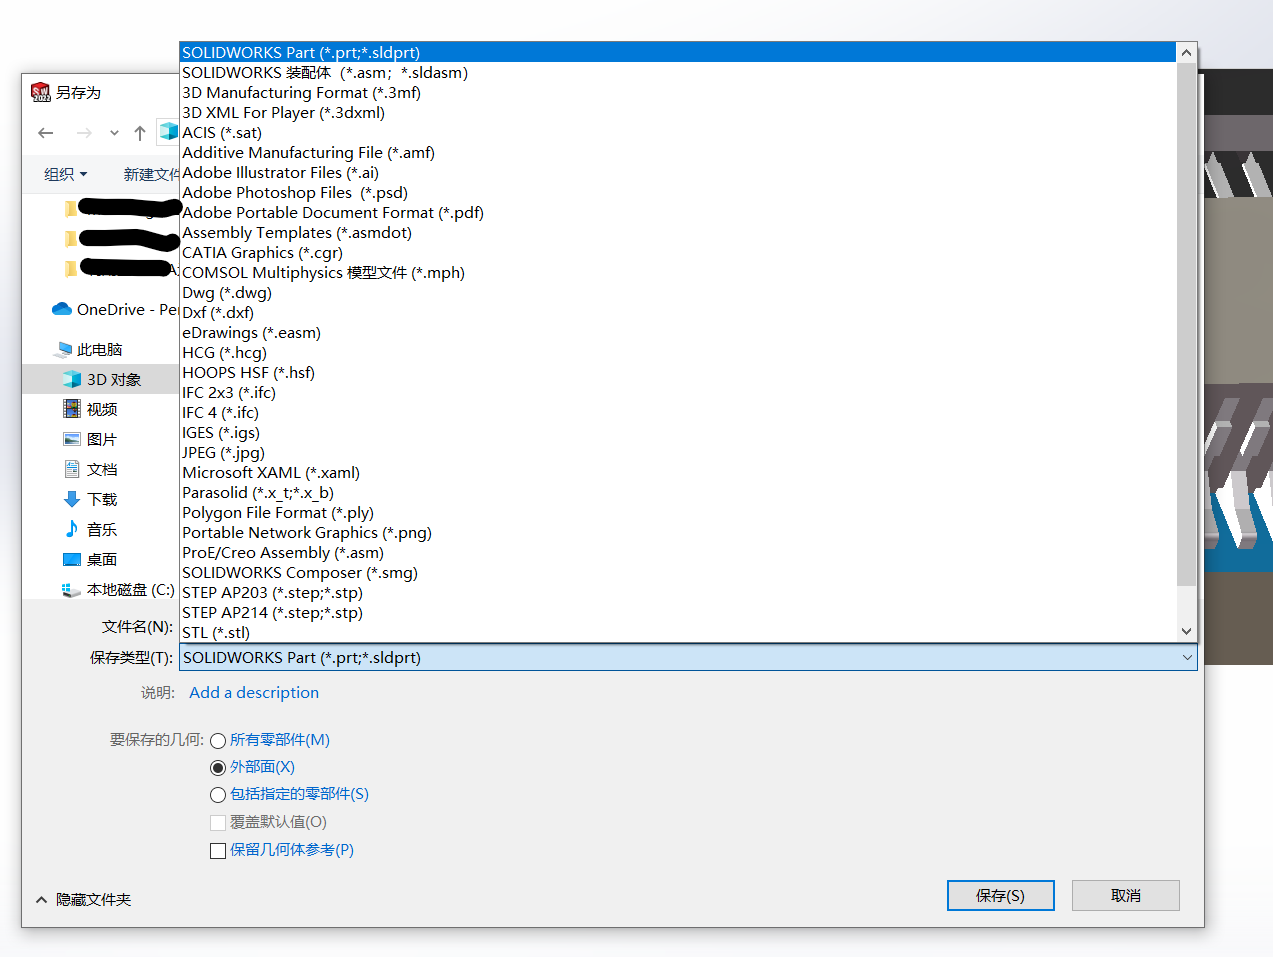 SOLIDWORKS Part (*.prt;*.sldprt)
SOLIDWORKS 装配体  (*.asm；*.sldasm)
3D Manufacturing Format (*.3mf)
3D XML For Player (*.3dxml)
ACIS (*.sat)
Additive Manufacturing File (*.amf)
Adobe Illustrator Files (*.ai)
Adobe Photoshop Files  (*.psd)
Adobe Portable Document Format (*.pdf)
Assembly Templates (*.asmdot)
CATIA Graphics (*.cgr)
COMSOL Multiphysics 模型文件 (*.mph)
Dwg (*.dwg)
Dxf (*.dxf)
eDrawings (*.easm)
HCG (*.hcg)
HOOPS HSF (*.hsf)
IFC 2x3 (*.ifc)
IFC 4 (*.ifc)
IGES (*.igs)
JPEG (*.jpg)
Microsoft XAML (*.xaml)
Parasolid (*.x_t;*.x_b)
Polygon File Format (*.ply)
Portable Network Graphics (*.png)
ProE/Creo Assembly (*.asm)
SOLIDWORKS Composer (*.smg)
STEP AP203 (*.step;*.stp)
STEP AP214 (*.step;*.stp)
STL (*.stl)
SW 2022 另存为
组织 新建文件
OneDrive - Per
此电脑
3D 对象
视频
图片
文档
下载
音乐
桌面
本地磁盘 (C:)
文件名(N):
保存类型(T): SOLIDWORKS Part (*.prt;*.sldprt)
说明: Add a description
要保存的几何: 所有零部件(M)
外部面(X)
包括指定的零部件(S)
覆盖默认值(O)
保留几何体参考(P)
隐藏文件夹
保存(S) 取消